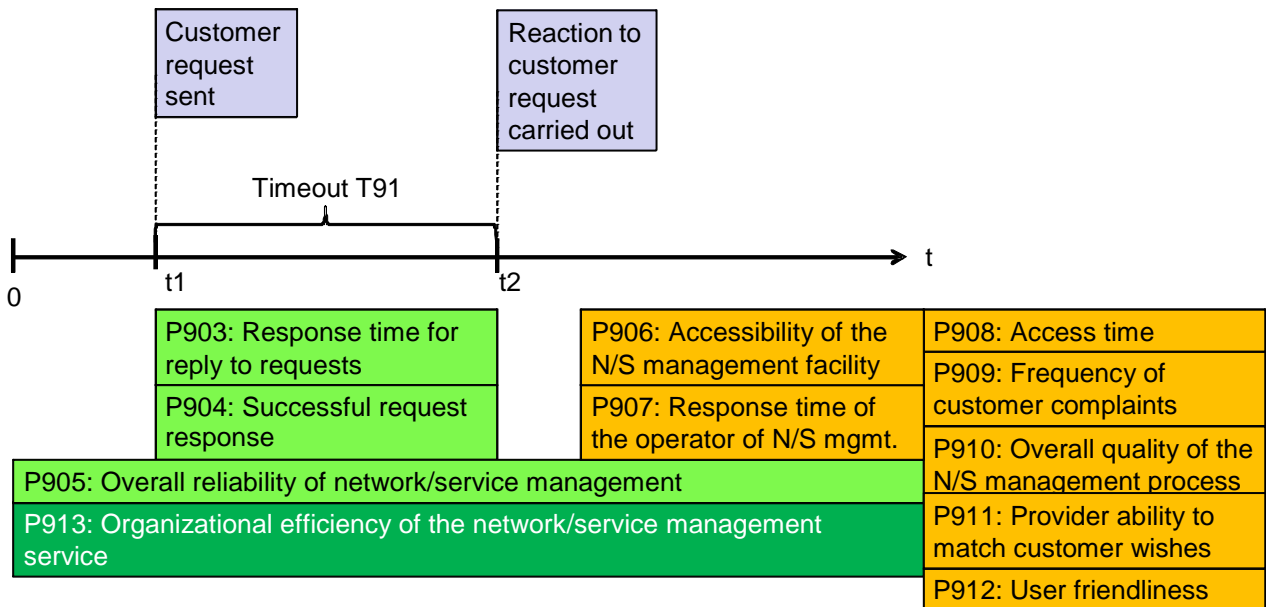 Customer
request
sent
Reaction to
customer
request
carried out
Timeout T91
t
0
t1
t2
P903: Response time for
reply to requests
P904: Successful request
response
P906: Accessibility of the
N/S management facility
P907: Response time of
the operator of N/S mgmt.
P908: Access time
P909: Frequency of
customer complaints
P910: Overall quality of the
N/S management process
P911: Provider ability to
match customer wishes
P912: User friendliness
P905: Overall reliability of network/service management
P913: Organizational efficiency of the network/service management
service